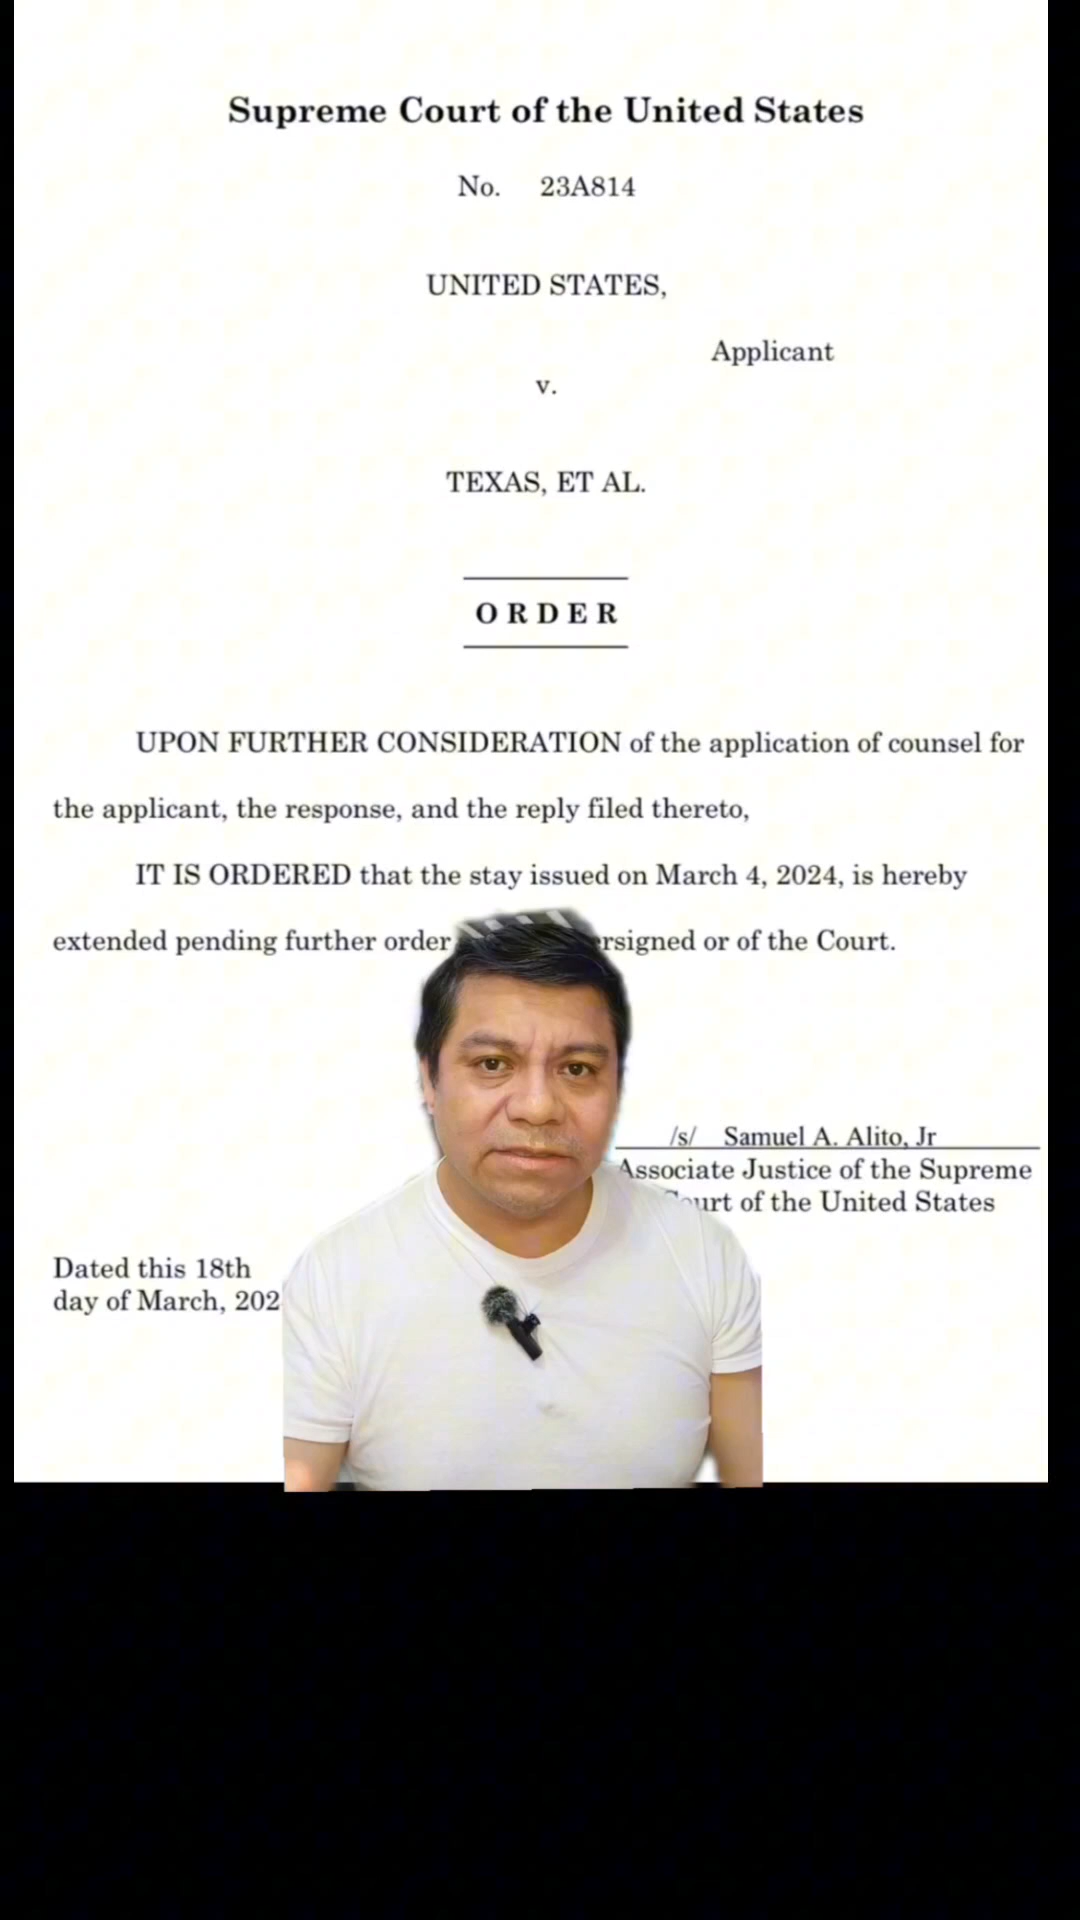 Supreme Court of the United States
No. 23A814
UNITED STATES,
Applicant
v.
TEXAS, ET AL.
ORDER
UPON FURTHER CONSIDERATION of the application of counsel for
the applicant, the response, and the reply filed thereto,
IT IS ORDERED that the stay issued on March 4, 2024, is hereby
extended pending further order rsigned or of the Court.
/s/ Samuel A. Alito, Jr
Associate Justice of the Supreme
Court of the United States
Dated this 18th
day of March, 202